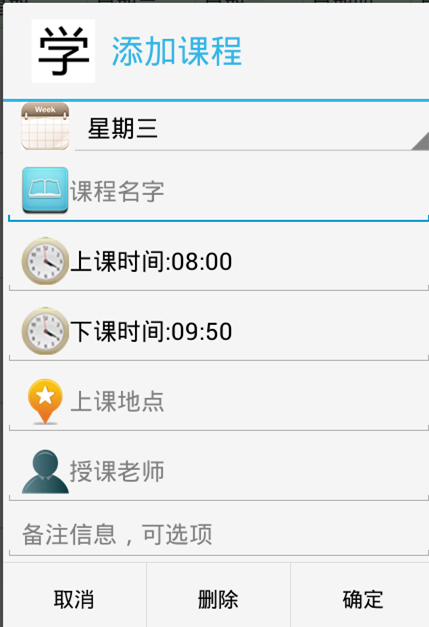 学 添加课程
Week
星期三
课程名字
上课时间:08:00
下课时间:09:50
上课地点
授课老师
备注信息，可选项
取消 删除 确定